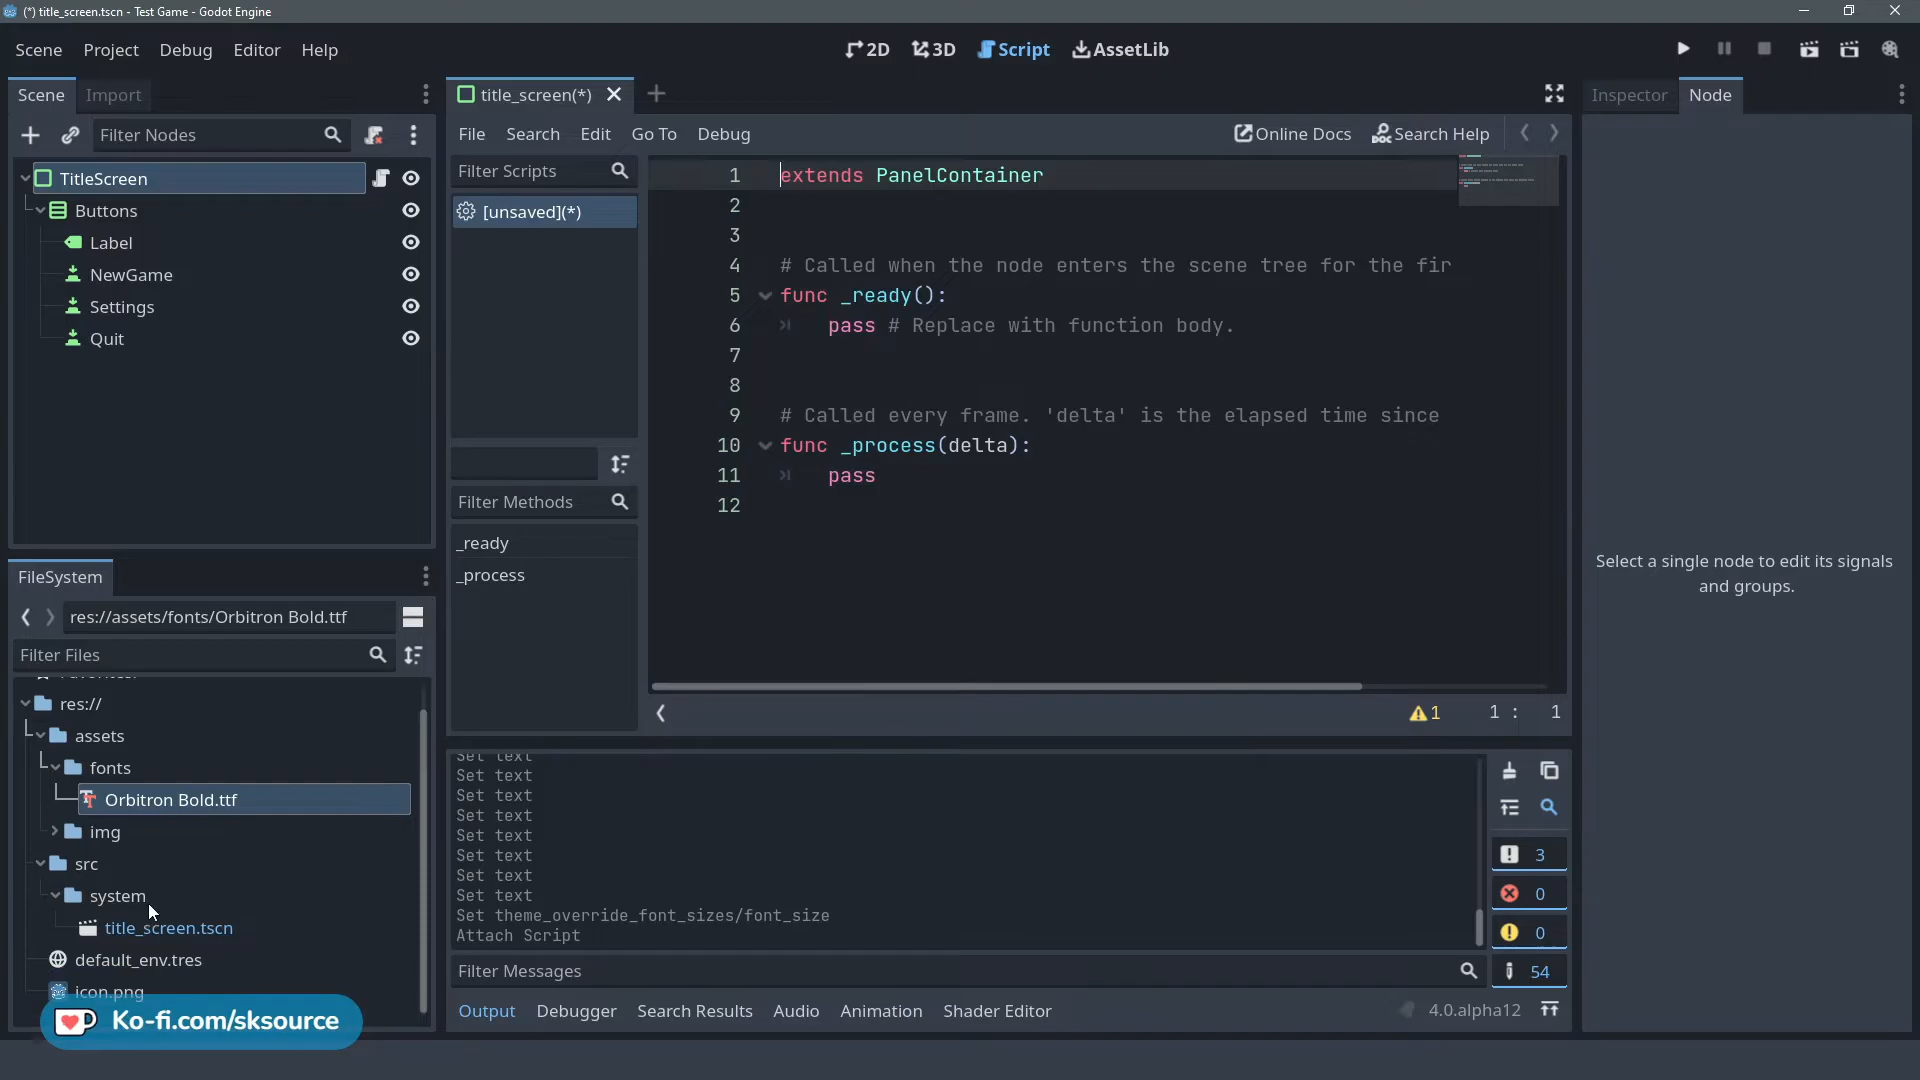 (*) title_screen.tscn - Test Game - Godot Engine
Scene Project Debug Editor Help
2D 3D Script AssetLib
Scene Import
Filter Nodes
TitleScreen
Buttons
Label
NewGame
Settings
Quit
FileSystem
res://assets/fonts/Orbitron Bold.ttf
Filter Files
res://
assets
fonts
Orbitron Bold.ttf
img
src
system
title_screen.tscn
default_env.tres
icon.png
Ko-fi.com/sksource
title_screen(*)
File Search Edit Go To Debug
Online Docs Search Help
Filter Scripts
[unsaved](*)
Filter Methods
_ready
_process
1 extends PanelContainer
2
3
4 # Called when the node enters the scene tree for the fir
5 func _ready():
6 pass # Replace with function body.
7
8
9 # Called every frame. 'delta' is the elapsed time since
10 func _process(delta):
11 pass
12
1 1 : 1
Set text
Set text
Set text
Set text
Set text
Set text
Set text
Set text
Set theme_override_font_sizes/font_size
Attach Script
Filter Messages
3
0
0
54
Output Debugger Search Results Audio Animation Shader Editor
4.0.alpha12
Inspector Node
Select a single node to edit its signals
and groups.